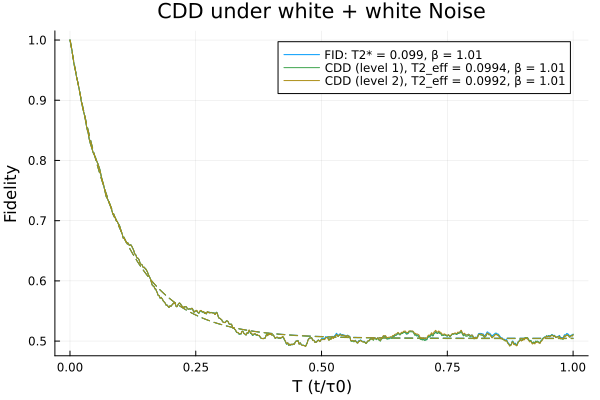 CDD under white + white Noise
FID: T2* = 0.099, β = 1.01
CDD (level 1), T2_eff = 0.0994, β = 1.01
CDD (level 2), T2_eff = 0.0992, β = 1.01
Fidelity
1.0
0.9
0.8
0.7
0.6
0.5
0.00 0.25 0.50 0.75 1.00
T (t/τ0)